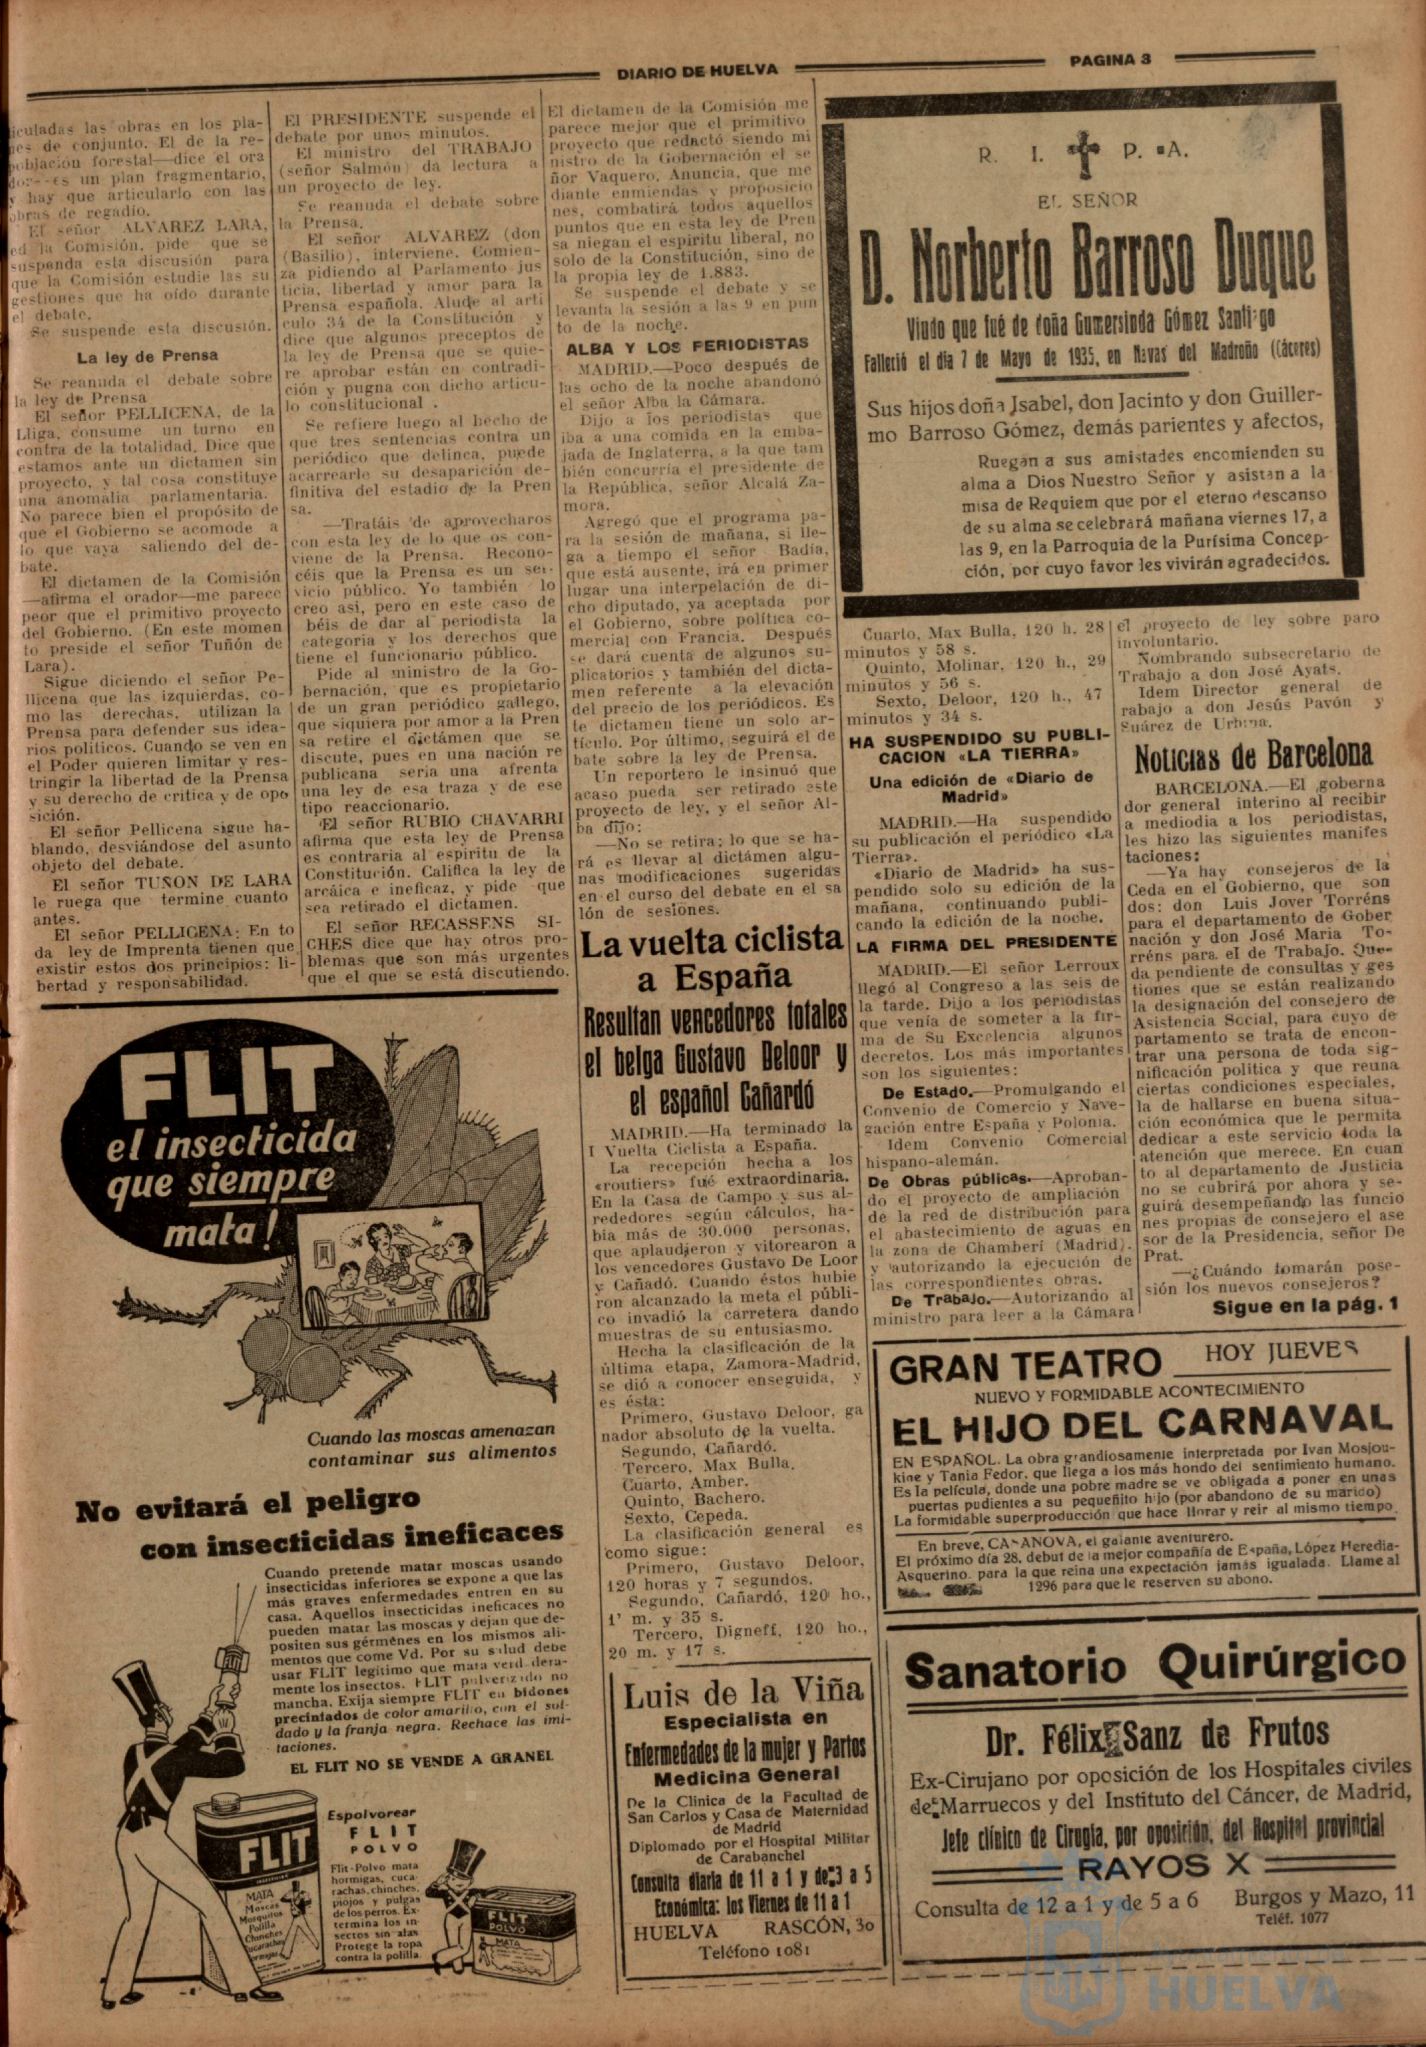 DIARIO DE HUELVA
PAGINA 3
iculadas las obras en los pla-
nes de conjunto. El de la re-
población forestal—dice el ora
dor—es un plan fragmentario,
y hay que articularlo con las
obras de regadío.
El señor ALVAREZ LARA,
ed la Comisión, pide que se
suspenda esta discusión para
que la Comisión estudie las su
gestiones que ha oído durante
el debate.
Se suspende esta discusión.
La ley de Prensa
Se reanuda el debate sobre
la ley de Prensa
El señor PELLICENA, de la
Lliga, consume un turno en
contra de la totalidad. Dice que
estamos ante un dictamen sin
proyecto, y tal cosa constituye
una anomalía parlamentaria.
No parece bien el propósito de
que el Gobierno se acomode a
lo que vaya saliendo del de-
bate.
El dictamen de la Comisión
—afirma el orador—me parece
peor que el primitivo proyecto
del Gobierno. (En este momen
to preside el señor Tuñón de
Lara).
Sigue diciendo el señor Pe-
llicena que las izquierdas, co-
mo las derechas, utilizan la
Prensa para defender sus idea-
rios políticos. Cuando se ven en
el Poder quieren limitar y res-
tringir la libertad de la Prensa
y su derecho de critica y de opo
sición.
El señor Pellicena sigue ha-
blando, desviándose del asunto
objeto del debate.
El señor TUÑON DE LARA
le ruega que termine cuanto
antes.
El señor PELLICENA: En to
da ley de Imprenta tienen que
existir estos dos principios: li-
bertad y responsabilidad.
El PRESIDENTE suspende el
debate por unos minutos.
El ministro del TRABAJO
(señor Salmón) da lectura a
un proyecto de ley.
Se reanuda el debate sobre
la Prensa.
El señor ALVAREZ (don
(Basilio), interviene. Comien-
za pidiendo al Parlamento jus
ticia, libertad y amor para la
Prensa española. Alude al arti
culo 34 de la Constitución y
dice que algunos preceptos de
la ley de Prensa que se quie-
re aprobar están en contradi-
ción y pugna con dicho articu-
lo constitucional .
Se refiere luego al hecho de
que tres sentencias contra un
periódico que delinca, puede
acarrearle su desaparición de-
finitiva del estadio de la Pren
sa.
—Tratáis de aprovecharos
con esta ley de lo que os con-
viene de la Prensa. Recono-
céis que la Prensa es un ser-
vicio público. Yo también lo
creo asi, pero en este caso de
béis de dar al periodista la
categoria y los derechos que
tiene el funcionario público.
Pide al ministro de la Go-
bernación, que es propietario
de un gran periódico gallego,
que siquiera por amor a la Pren
sa retire el dictámen que se
discute, pues en una nación re
publicana seria una afrenta
una ley de esa traza y de ese
tipo reaccionario.
El señor RUBIO CHAVARRI
afirma que esta ley de Prensa
es contraria al espiritu de la
Constitución. Califica la ley de
arcáica e ineficaz, y pide que
sea retirado el dictamen.
El señor RECASSENS SI-
CHES dice que hay otros pro-
blemas que son más urgentes
que el que se está discutiendo.
FLIT
el insecticida
que siempre
mata!
Cuando las moscas amenazan
contaminar sus alimentos
No evitará el peligro
con insecticidas ineficaces
Cuando pretende matar moscas usando
insecticidas inferiores se expone a que las
más graves enfermedades entren en su
casa. Aquellos insecticidas ineficaces no
pueden matar las moscas y dejan que de-
positen sus gérmenes en los mismos ali-
mentos que come Vd. Por su salud debe
usar FLIT legítimo que mata verdadera-
mente los insectos. FLIT pulverizado no
mancha. Exija siempre FLIT en bidones
precintados de color amarillo, con el sol-
dado y la franja negra. Rechace las imi-
taciones.
EL FLIT NO SE VENDE A GRANEL
FLIT
MATA
Moscas
Mosquitos
Polilla
Chinches
Cucarachas
Hormigas
Espolvorear
FLIT
POLVO
Flit-Polvo mata
hormigas, cuca-
rachas, chinches,
piojos y pulgas
de los perros. Ex-
termina los in-
sectos sin alas
Protege la ropa
contra la polilla.
FLIT
POLVO
MATA
El dictamen de la Comisión me
parece mejor que el primitivo
proyecto que redactó siendo mi
nistro de la Gobernación el se
ñor Vaquero. Anuncia, que me
diante enmiendas y proposicio
nes, combatirá todos aquellos
puntos que en esta ley de Pren
sa niegan el espiritu liberal, no
solo de la Constitución, sino de
la propia ley de 1.883.
Se suspende el debate y se
levanta la sesión a las 9 en pun
to de la noche.
ALBA Y LOS PERIODISTAS
MADRID.—Poco después de
las ocho de la noche abandonó
el señor Alba la Cámara.
Dijo a los periodistas que
iba a una comida en la emba-
jada de Inglaterra, a la que tam
bién concurría el presidente de
la República, señor Alcalá Za-
mora.
Agregó que el programa pa-
ra la sesión de mañana, si lle-
ga a tiempo el señor Badía,
que está ausente, irá en primer
lugar una interpelación de di-
cho diputado, ya aceptada por
el Gobierno, sobre política co-
mercial con Francia. Después
se dará cuenta de algunos su-
plicatorios y también del dicta-
men referente a la elevación
del precio de los periódicos. Es
te dictamen tiene un solo ar-
tículo. Por último, seguirá el de
bate sobre la ley de Prensa.
Un reportero le insinuó que
acaso pueda ser retirado este
proyecto de ley, y el señor Al-
ba dijo:
—No se retira; lo que se ha-
rá es llevar al dictámen algu-
nas modificaciones sugeridas
en el curso del debate en el sa
lón de sesiones.
La vuelta ciclista
a España
Resultan vencedores totales
el belga Gustavo Deloor y
el español Cañardó
MADRID.—Ha terminado la
I Vuelta Ciclista a España.
La recepción hecha a los
«routiers» fué extraordinaria.
En la Casa de Campo y sus al-
rededores según cálculos, ha-
bia más de 30.000 personas,
que aplaudieron y vitorearon a
los vencedores Gustavo De Loor
y Cañadó. Cuando éstos hubie
ron alcanzado la meta el públi-
co invadió la carretera dando
muestras de su entusiasmo.
Hecha la clasificación de la
última etapa, Zamora-Madrid,
se dió a conocer enseguida, y
es ésta:
Primero, Gustavo Deloor, ga
nador absoluto de la vuelta.
Segundo, Cañardó.
Tercero, Max Bulla.
Cuarto, Amber.
Quinto, Bachero.
Sexto, Cepeda.
La clasificación general es
como sigue:
Primero, Gustavo Deloor,
120 horas y 7 segundos.
Segundo, Cañardó, 120 ho.,
1' m. y 35 s.
Tercero, Digneff, 120 ho.,
20 m. y 17 s.
Luis de la Viña
Especialista en
Enfermedades de la mujer y Partos
Medicina General
De la Clínica de la Facultad de
San Carlos y Casa de Maternidad
de Madrid
Diplomado por el Hospital Militar
de Carabanchel
Consulta diaria de 11 a 1 y de 3 a 5
Económica: los Viernes de 11 a 1
HUELVA RASCÓN, 30
Teléfono 1081
R. I. P. A.
EL SEÑOR
D. Norberto Barroso Duque
Viudo que fué de doña Gumersinda Gómez Santiago
Falleció el día 7 de Mayo de 1935, en Navas del Madroño (Cáceres)
Sus hijos doña Isabel, don Jacinto y don Guiller-
mo Barroso Gómez, demás parientes y afectos,
Ruegan a sus amistades encomienden su
alma a Dios Nuestro Señor y asistan a la
misa de Requiem que por el eterno descanso
de su alma se celebrará mañana viernes 17, a
las 9, en la Parroquia de la Purísima Concep-
ción, por cuyo favor les vivirán agradecidos.
Cuarto, Max Bulla, 120 h. 28
minutos y 58 s.
Quinto, Molinar, 120 h., 29
minutos y 56 s.
Sexto, Deloor, 120 h., 47
minutos y 34 s.
HA SUSPENDIDO SU PUBLI-
CACION «LA TIERRA»
Una edición de «Diario de
Madrid»
MADRID.—Ha suspendido
su publicación el periódico «La
Tierra».
«Diario de Madrid» ha sus-
pendido solo su edición de la
mañana, continuando publi-
cando la edición de la noche.
LA FIRMA DEL PRESIDENTE
MADRID.—El señor Lerroux
llegó al Congreso a las seis de
la tarde. Dijo a los periodistas
que venía de someter a la fir-
ma de Su Excelencia algunos
decretos. Los más importantes
son los siguientes:
De Estado.—Promulgando el
Convenio de Comercio y Nave-
gación entre España y Polonia.
Idem Convenio Comercial
hispano-alemán.
De Obras públicas.—Aproban-
do el proyecto de ampliación
de la red de distribución para
el abastecimiento de aguas en
la zona de Chamberí (Madrid).
y autorizando la ejecución de
las correspondientes obras.
De Trabajo.—Autorizando al
ministro para leer a la Cámara
el proyecto de ley sobre paro
involuntario.
Nombrando subsecretario de
Trabajo a don José Ayats.
Idem Director general de
rabajo a don Jesús Pavón y
Suárez de Urbina.
Noticias de Barcelona
BARCELONA.—El goberna
dor general interino al recibir
a mediodia a los periodistas,
les hizo las siguientes manifes
taciones:
—Ya hay consejeros de la
Ceda en el Gobierno, que son
dos: don Luis Jover Torréns
para el departamento de Gober
nación y don José Maria To-
rréns para el de Trabajo. Que-
da pendiente de consultas y ges
tiones que se están realizando
la designación del consejero de
Asistencia Social, para cuyo de
partamento se trata de encon-
trar una persona de toda sig-
nificación politica y que reuna
ciertas condiciones especiales,
la de hallarse en buena situa-
ción económica que le permita
dedicar a este servicio toda la
atención que merece. En cuan
to al departamento de Justicia
no se cubrirá por ahora y se-
guirá desempeñando las funcio
nes propias de consejero el ase
sor de la Presidencia, señor De
Prat.
—¿Cuándo tomarán pose-
sión los nuevos consejeros?
Sigue en la pág. 1
GRAN TEATRO HOY JUEVES
NUEVO Y FORMIDABLE ACONTECIMIENTO
EL HIJO DEL CARNAVAL
EN ESPAÑOL. La obra grandiosamente interpretada por Ivan Mosjou-
kine y Tania Fedor, que llega a los más hondo del sentimiento humano.
Es la película, donde una pobre madre se ve obligada a poner en unas
puertas pudientes a su pequeñito hijo (por abandono de su marido)
La formidable superproducción que hace llorar y reir al mismo tiempo.
En breve, CASANOVA, el galante aventurero.
El próximo día 28, debut de la mejor compañía de España, López Heredia-
Asquerino, para la que reina una expectación jamás igualada. Llame al
1296 para que le reserven su abono.
Sanatorio Quirúrgico
Dr. Félix Sanz de Frutos
Ex-Cirujano por oposición de los Hospitales civiles
de Marruecos y del Instituto del Cáncer, de Madrid,
Jefe clínico de Cirugía, por oposición, del Hospital provincial
RAYOS X
Consulta de 12 a 1 y de 5 a 6 Burgos y Mazo, 11
Teléf. 1077
HUELVA